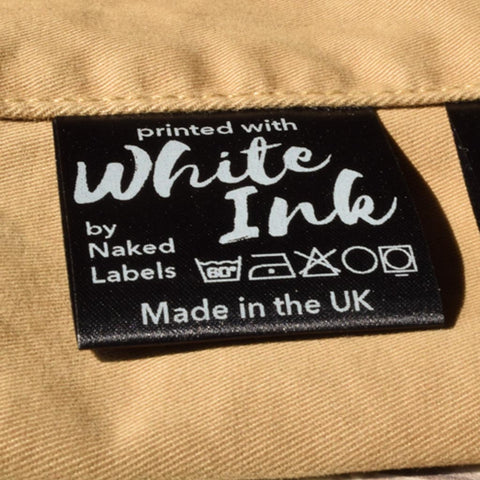 printed with
White
Ink
by
Naked
Labels
60°
Made in the UK